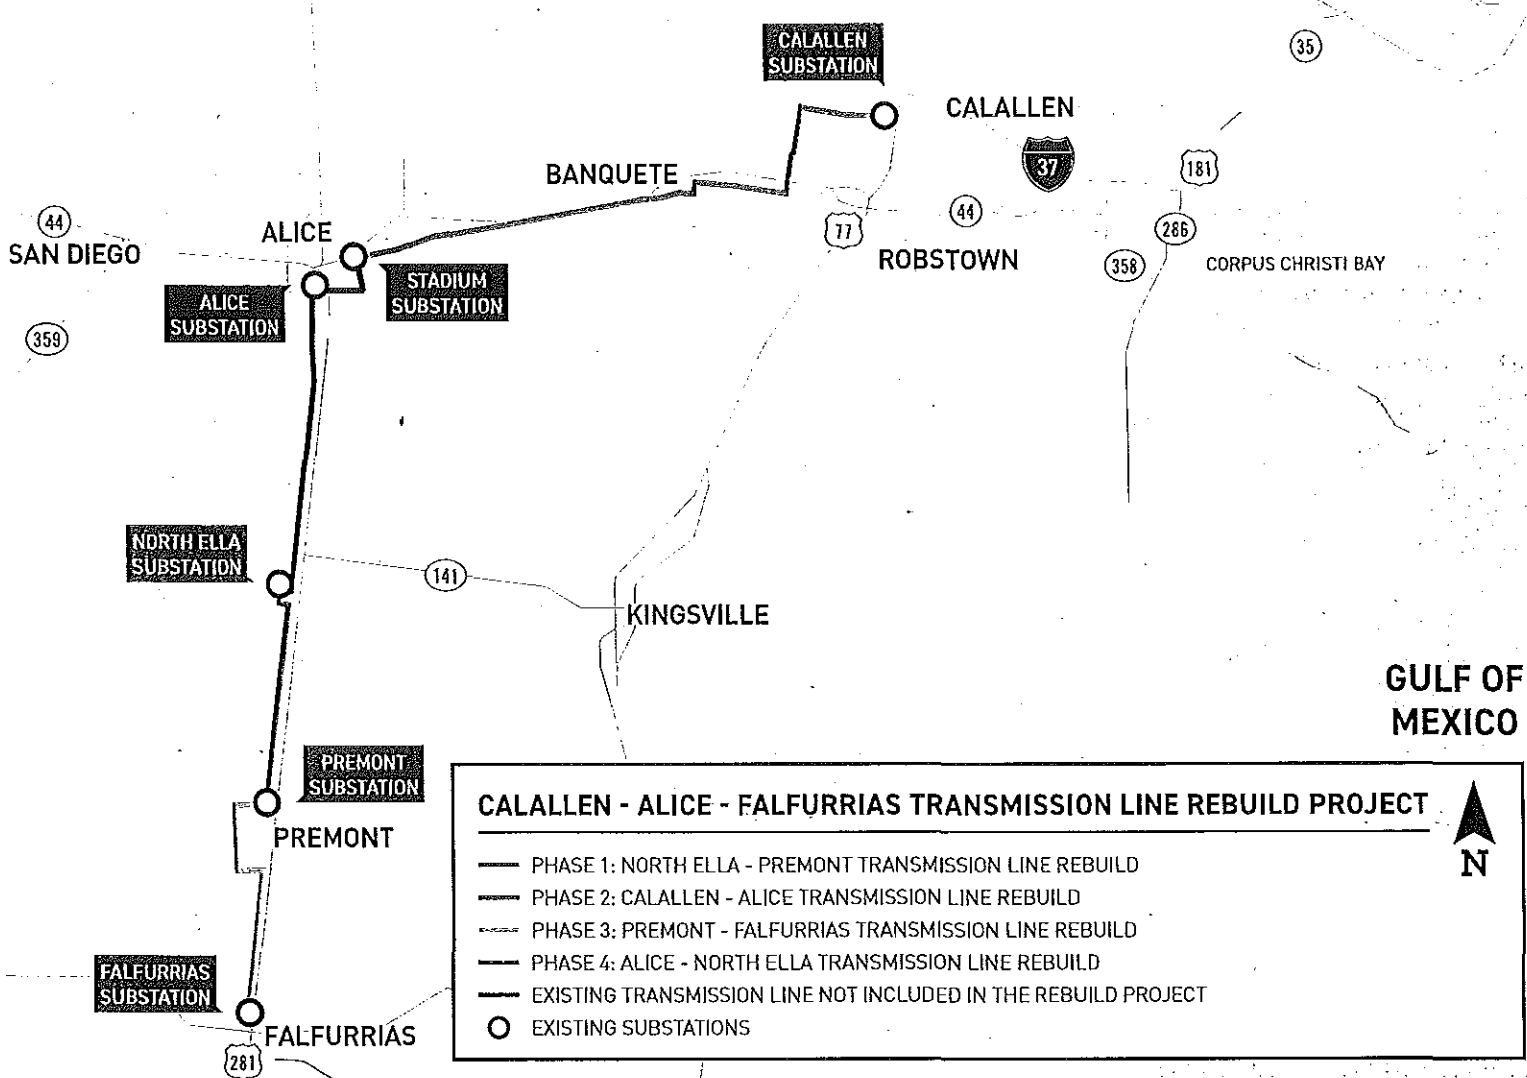 CALALLEN
SUBSTATION
35
CALALLEN
37
181
BANQUETE
44
44
286
ALICE
77
SAN DIEGO
ROBSTOWN
358
CORPUS CHRISTI BAY
STADIUM
SUBSTATION
ALICE
SUBSTATION
359
NORTH ELLA
SUBSTATION
141
KINGSVILLE
GULF OF
MEXICO
PREMONT
SUBSTATION
PREMONT
CALALLEN - ALICE - FALFURRIAS TRANSMISSION LINE REBUILD PROJECT
N
PHASE 1: NORTH ELLA - PREMONT TRANSMISSION LINE REBUILD
PHASE 2: CALALLEN - ALICE TRANSMISSION LINE REBUILD
PHASE 3: PREMONT - FALFURRIAS TRANSMISSION LINE REBUILD
PHASE 4: ALICE - NORTH ELLA TRANSMISSION LINE REBUILD
EXISTING TRANSMISSION LINE NOT INCLUDED IN THE REBUILD PROJECT
EXISTING SUBSTATIONS
FALFURRIAS
SUBSTATION
FALFURRIAS
281